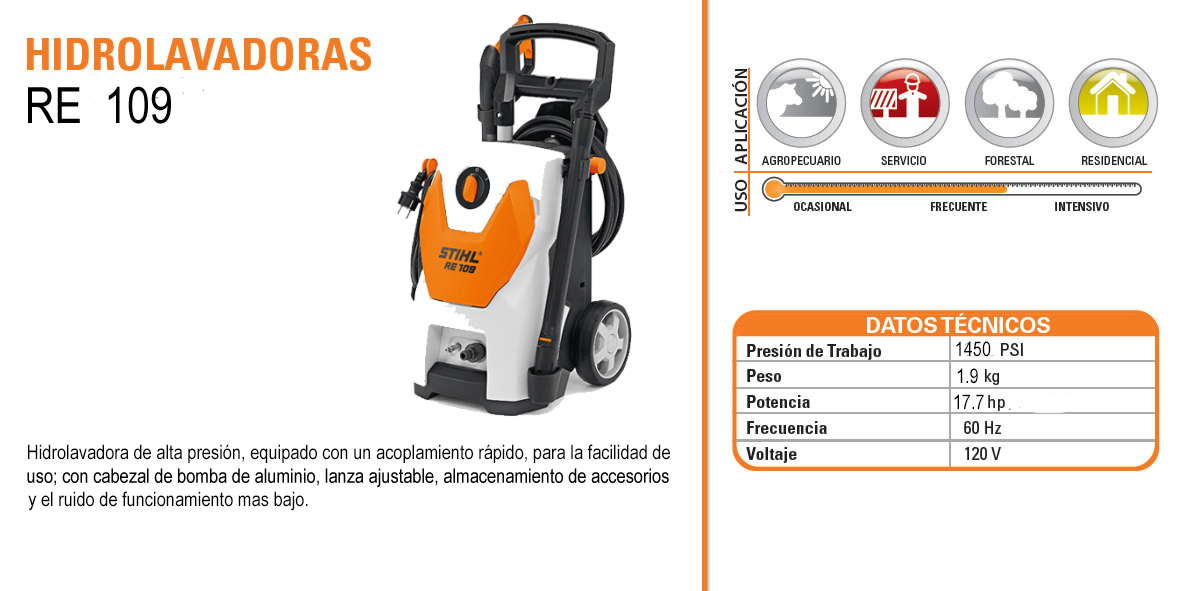 HIDROLAVADORAS
RE 109
STIHL®
RE 109
Hidrolavadora de alta presión, equipado con un acoplamiento rápido, para la facilidad de
uso; con cabezal de bomba de aluminio, lanza ajustable, almacenamiento de accesorios
y el ruido de funcionamiento mas bajo.
APLICACIÓN
AGROPECUARIO SERVICIO FORESTAL RESIDENCIAL
USO
OCASIONAL FRECUENTE INTENSIVO
DATOS TÉCNICOS
Presión de Trabajo 1450 PSI
Peso 1.9 kg
Potencia 17.7 hp .
Frecuencia 60 Hz
Voltaje 120 V